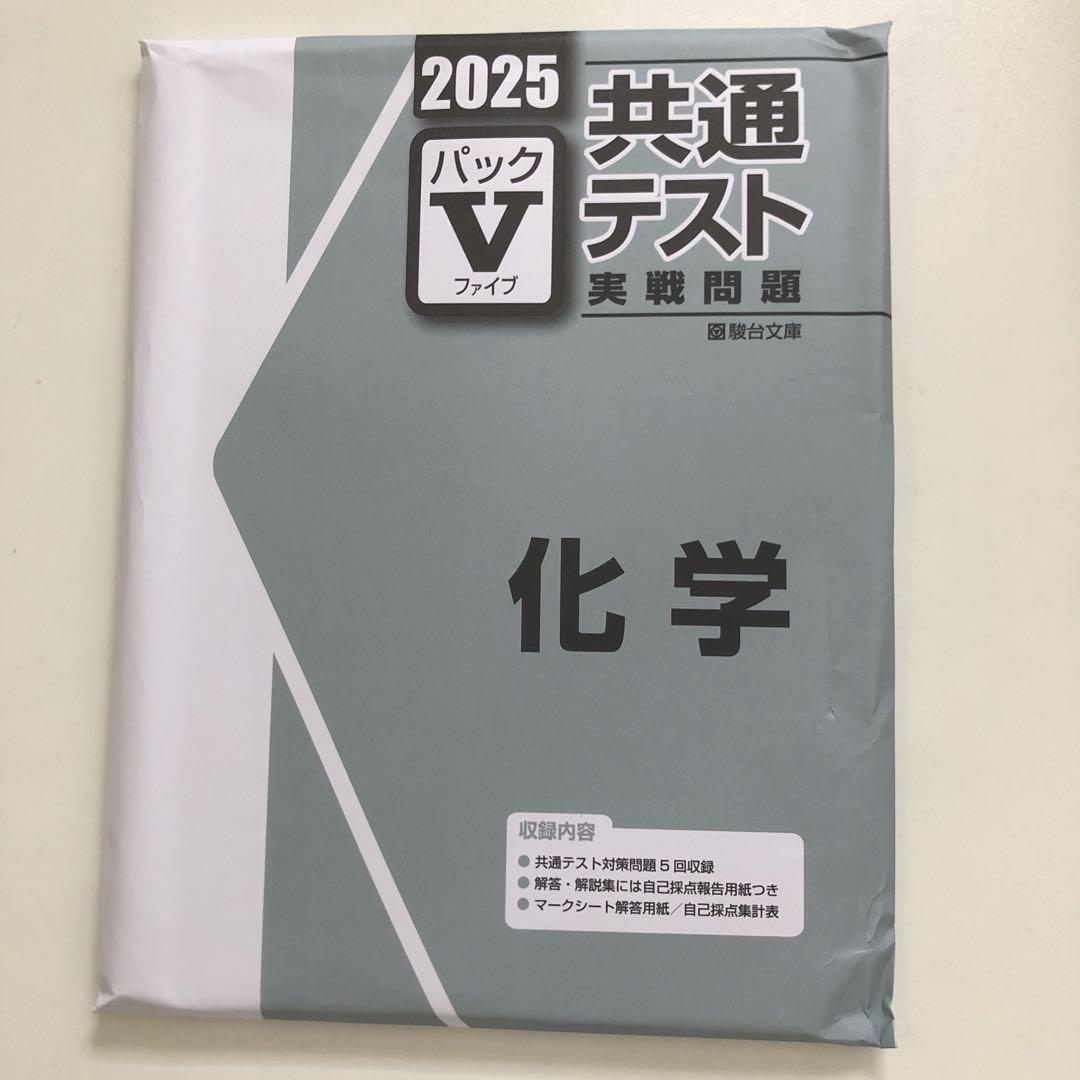 2025
パック
V
ファイブ
共通
テスト
実戦問題
駿台文庫
化学
収録内容
● 共通テスト対策問題5回収録
● 解答・解説集には自己採点報告用紙つき
● マークシート解答用紙／自己採点集計表